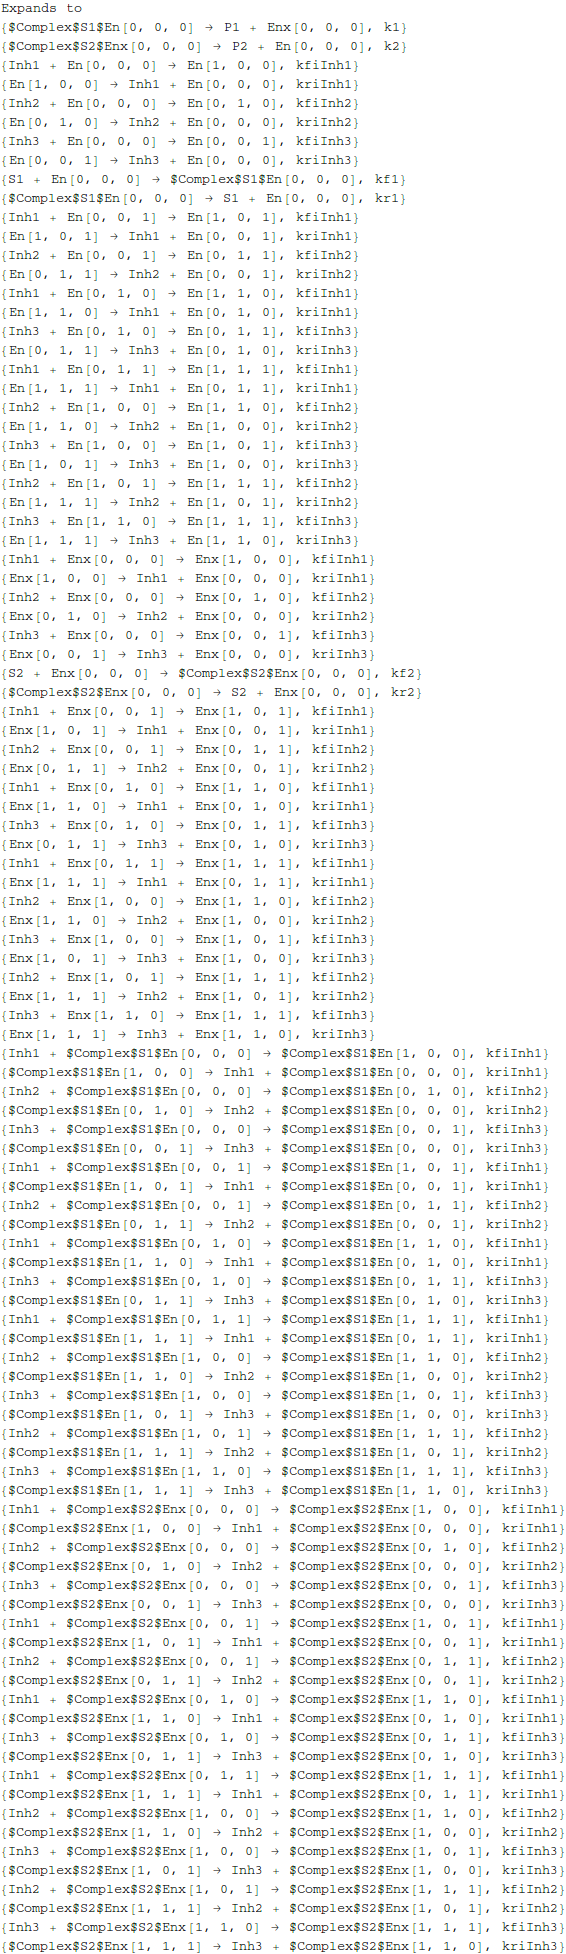 Expands to
{$Complex$S1$En[0, 0, 0] → P1 + Enx[0, 0, 0], k1}
{$Complex$S2$Enx[0, 0, 0] → P2 + En[0, 0, 0], k2}
{Inh1 + En[0, 0, 0] → En[1, 0, 0], kfiInh1}
{En[1, 0, 0] → Inh1 + En[0, 0, 0], kriInh1}
{Inh2 + En[0, 0, 0] → En[0, 1, 0], kfiInh2}
{En[0, 1, 0] → Inh2 + En[0, 0, 0], kriInh2}
{Inh3 + En[0, 0, 0] → En[0, 0, 1], kfiInh3}
{En[0, 0, 1] → Inh3 + En[0, 0, 0], kriInh3}
{S1 + En[0, 0, 0] → $Complex$S1$En[0, 0, 0], kf1}
{$Complex$S1$En[0, 0, 0] → S1 + En[0, 0, 0], kr1}
{Inh1 + En[0, 0, 1] → En[1, 0, 1], kfiInh1}
{En[1, 0, 1] → Inh1 + En[0, 0, 1], kriInh1}
{Inh2 + En[0, 0, 1] → En[0, 1, 1], kfiInh2}
{En[0, 1, 1] → Inh2 + En[0, 0, 1], kriInh2}
{Inh1 + En[0, 1, 0] → En[1, 1, 0], kfiInh1}
{En[1, 1, 0] → Inh1 + En[0, 1, 0], kriInh1}
{Inh3 + En[0, 1, 0] → En[0, 1, 1], kfiInh3}
{En[0, 1, 1] → Inh3 + En[0, 1, 0], kriInh3}
{Inh1 + En[0, 1, 1] → En[1, 1, 1], kfiInh1}
{En[1, 1, 1] → Inh1 + En[0, 1, 1], kriInh1}
{Inh2 + En[1, 0, 0] → En[1, 1, 0], kfiInh2}
{En[1, 1, 0] → Inh2 + En[1, 0, 0], kriInh2}
{Inh3 + En[1, 0, 0] → En[1, 0, 1], kfiInh3}
{En[1, 0, 1] → Inh3 + En[1, 0, 0], kriInh3}
{Inh2 + En[1, 0, 1] → En[1, 1, 1], kfiInh2}
{En[1, 1, 1] → Inh2 + En[1, 0, 1], kriInh2}
{Inh3 + En[1, 1, 0] → En[1, 1, 1], kfiInh3}
{En[1, 1, 1] → Inh3 + En[1, 1, 0], kriInh3}
{Inh1 + Enx[0, 0, 0] → Enx[1, 0, 0], kfiInh1}
{Enx[1, 0, 0] → Inh1 + Enx[0, 0, 0], kriInh1}
{Inh2 + Enx[0, 0, 0] → Enx[0, 1, 0], kfiInh2}
{Enx[0, 1, 0] → Inh2 + Enx[0, 0, 0], kriInh2}
{Inh3 + Enx[0, 0, 0] → Enx[0, 0, 1], kfiInh3}
{Enx[0, 0, 1] → Inh3 + Enx[0, 0, 0], kriInh3}
{S2 + Enx[0, 0, 0] → $Complex$S2$Enx[0, 0, 0], kf2}
{$Complex$S2$Enx[0, 0, 0] → S2 + Enx[0, 0, 0], kr2}
{Inh1 + Enx[0, 0, 1] → Enx[1, 0, 1], kfiInh1}
{Enx[1, 0, 1] → Inh1 + Enx[0, 0, 1], kriInh1}
{Inh2 + Enx[0, 0, 1] → Enx[0, 1, 1], kfiInh2}
{Enx[0, 1, 1] → Inh2 + Enx[0, 0, 1], kriInh2}
{Inh1 + Enx[0, 1, 0] → Enx[1, 1, 0], kfiInh1}
{Enx[1, 1, 0] → Inh1 + Enx[0, 1, 0], kriInh1}
{Inh3 + Enx[0, 1, 0] → Enx[0, 1, 1], kfiInh3}
{Enx[0, 1, 1] → Inh3 + Enx[0, 1, 0], kriInh3}
{Inh1 + Enx[0, 1, 1] → Enx[1, 1, 1], kfiInh1}
{Enx[1, 1, 1] → Inh1 + Enx[0, 1, 1], kriInh1}
{Inh2 + Enx[1, 0, 0] → Enx[1, 1, 0], kfiInh2}
{Enx[1, 1, 0] → Inh2 + Enx[1, 0, 0], kriInh2}
{Inh3 + Enx[1, 0, 0] → Enx[1, 0, 1], kfiInh3}
{Enx[1, 0, 1] → Inh3 + Enx[1, 0, 0], kriInh3}
{Inh2 + Enx[1, 0, 1] → Enx[1, 1, 1], kfiInh2}
{Enx[1, 1, 1] → Inh2 + Enx[1, 0, 1], kriInh2}
{Inh3 + Enx[1, 1, 0] → Enx[1, 1, 1], kfiInh3}
{Enx[1, 1, 1] → Inh3 + Enx[1, 1, 0], kriInh3}
{Inh1 + $Complex$S1$En[0, 0, 0] → $Complex$S1$En[1, 0, 0], kfiInh1}
{$Complex$S1$En[1, 0, 0] → Inh1 + $Complex$S1$En[0, 0, 0], kriInh1}
{Inh2 + $Complex$S1$En[0, 0, 0] → $Complex$S1$En[0, 1, 0], kfiInh2}
{$Complex$S1$En[0, 1, 0] → Inh2 + $Complex$S1$En[0, 0, 0], kriInh2}
{Inh3 + $Complex$S1$En[0, 0, 0] → $Complex$S1$En[0, 0, 1], kfiInh3}
{$Complex$S1$En[0, 0, 1] → Inh3 + $Complex$S1$En[0, 0, 0], kriInh3}
{Inh1 + $Complex$S1$En[0, 0, 1] → $Complex$S1$En[1, 0, 1], kfiInh1}
{$Complex$S1$En[1, 0, 1] → Inh1 + $Complex$S1$En[0, 0, 1], kriInh1}
{Inh2 + $Complex$S1$En[0, 0, 1] → $Complex$S1$En[0, 1, 1], kfiInh2}
{$Complex$S1$En[0, 1, 1] → Inh2 + $Complex$S1$En[0, 0, 1], kriInh2}
{Inh1 + $Complex$S1$En[0, 1, 0] → $Complex$S1$En[1, 1, 0], kfiInh1}
{$Complex$S1$En[1, 1, 0] → Inh1 + $Complex$S1$En[0, 1, 0], kriInh1}
{Inh3 + $Complex$S1$En[0, 1, 0] → $Complex$S1$En[0, 1, 1], kfiInh3}
{$Complex$S1$En[0, 1, 1] → Inh3 + $Complex$S1$En[0, 1, 0], kriInh3}
{Inh1 + $Complex$S1$En[0, 1, 1] → $Complex$S1$En[1, 1, 1], kfiInh1}
{$Complex$S1$En[1, 1, 1] → Inh1 + $Complex$S1$En[0, 1, 1], kriInh1}
{Inh2 + $Complex$S1$En[1, 0, 0] → $Complex$S1$En[1, 1, 0], kfiInh2}
{$Complex$S1$En[1, 1, 0] → Inh2 + $Complex$S1$En[1, 0, 0], kriInh2}
{Inh3 + $Complex$S1$En[1, 0, 0] → $Complex$S1$En[1, 0, 1], kfiInh3}
{$Complex$S1$En[1, 0, 1] → Inh3 + $Complex$S1$En[1, 0, 0], kriInh3}
{Inh2 + $Complex$S1$En[1, 0, 1] → $Complex$S1$En[1, 1, 1], kfiInh2}
{$Complex$S1$En[1, 1, 1] → Inh2 + $Complex$S1$En[1, 0, 1], kriInh2}
{Inh3 + $Complex$S1$En[1, 1, 0] → $Complex$S1$En[1, 1, 1], kfiInh3}
{$Complex$S1$En[1, 1, 1] → Inh3 + $Complex$S1$En[1, 1, 0], kriInh3}
{Inh1 + $Complex$S2$Enx[0, 0, 0] → $Complex$S2$Enx[1, 0, 0], kfiInh1}
{$Complex$S2$Enx[1, 0, 0] → Inh1 + $Complex$S2$Enx[0, 0, 0], kriInh1}
{Inh2 + $Complex$S2$Enx[0, 0, 0] → $Complex$S2$Enx[0, 1, 0], kfiInh2}
{$Complex$S2$Enx[0, 1, 0] → Inh2 + $Complex$S2$Enx[0, 0, 0], kriInh2}
{Inh3 + $Complex$S2$Enx[0, 0, 0] → $Complex$S2$Enx[0, 0, 1], kfiInh3}
{$Complex$S2$Enx[0, 0, 1] → Inh3 + $Complex$S2$Enx[0, 0, 0], kriInh3}
{Inh1 + $Complex$S2$Enx[0, 0, 1] → $Complex$S2$Enx[1, 0, 1], kfiInh1}
{$Complex$S2$Enx[1, 0, 1] → Inh1 + $Complex$S2$Enx[0, 0, 1], kriInh1}
{Inh2 + $Complex$S2$Enx[0, 0, 1] → $Complex$S2$Enx[0, 1, 1], kfiInh2}
{$Complex$S2$Enx[0, 1, 1] → Inh2 + $Complex$S2$Enx[0, 0, 1], kriInh2}
{Inh1 + $Complex$S2$Enx[0, 1, 0] → $Complex$S2$Enx[1, 1, 0], kfiInh1}
{$Complex$S2$Enx[1, 1, 0] → Inh1 + $Complex$S2$Enx[0, 1, 0], kriInh1}
{Inh3 + $Complex$S2$Enx[0, 1, 0] → $Complex$S2$Enx[0, 1, 1], kfiInh3}
{$Complex$S2$Enx[0, 1, 1] → Inh3 + $Complex$S2$Enx[0, 1, 0], kriInh3}
{Inh1 + $Complex$S2$Enx[0, 1, 1] → $Complex$S2$Enx[1, 1, 1], kfiInh1}
{$Complex$S2$Enx[1, 1, 1] → Inh1 + $Complex$S2$Enx[0, 1, 1], kriInh1}
{Inh2 + $Complex$S2$Enx[1, 0, 0] → $Complex$S2$Enx[1, 1, 0], kfiInh2}
{$Complex$S2$Enx[1, 1, 0] → Inh2 + $Complex$S2$Enx[1, 0, 0], kriInh2}
{Inh3 + $Complex$S2$Enx[1, 0, 0] → $Complex$S2$Enx[1, 0, 1], kfiInh3}
{$Complex$S2$Enx[1, 0, 1] → Inh3 + $Complex$S2$Enx[1, 0, 0], kriInh3}
{Inh2 + $Complex$S2$Enx[1, 0, 1] → $Complex$S2$Enx[1, 1, 1], kfiInh2}
{$Complex$S2$Enx[1, 1, 1] → Inh2 + $Complex$S2$Enx[1, 0, 1], kriInh2}
{Inh3 + $Complex$S2$Enx[1, 1, 0] → $Complex$S2$Enx[1, 1, 1], kfiInh3}
{$Complex$S2$Enx[1, 1, 1] → Inh3 + $Complex$S2$Enx[1, 1, 0], kriInh3}